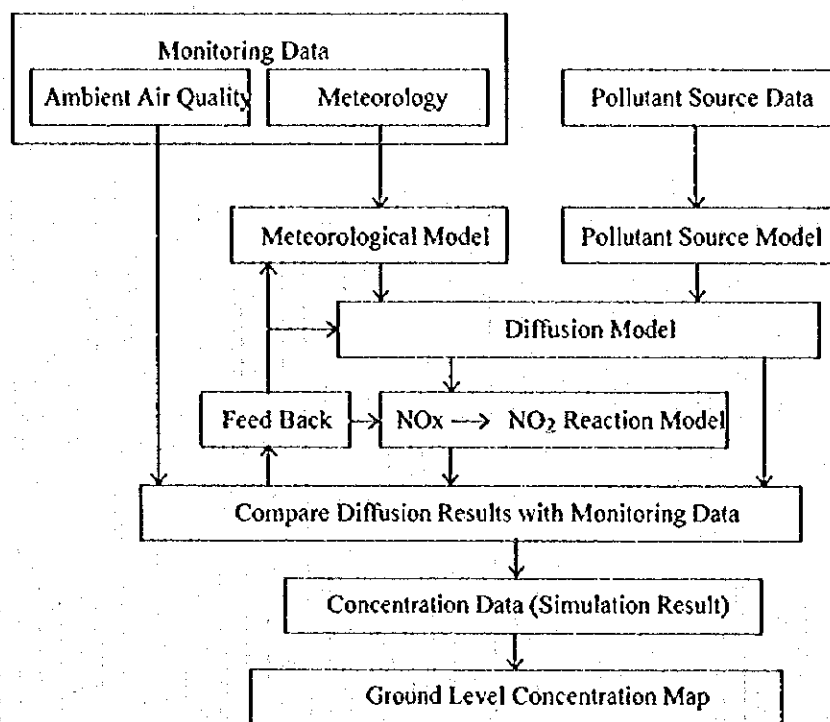 Monitoring Data
Ambient Air Quality
Meteorology
Pollutant Source Data
Meteorological Model
Pollutant Source Model
Diffusion Model
Feed Back
NOx → NO₂ Reaction Model
Compare Diffusion Results with Monitoring Data
Concentration Data (Simulation Result)
Ground Level Concentration Map